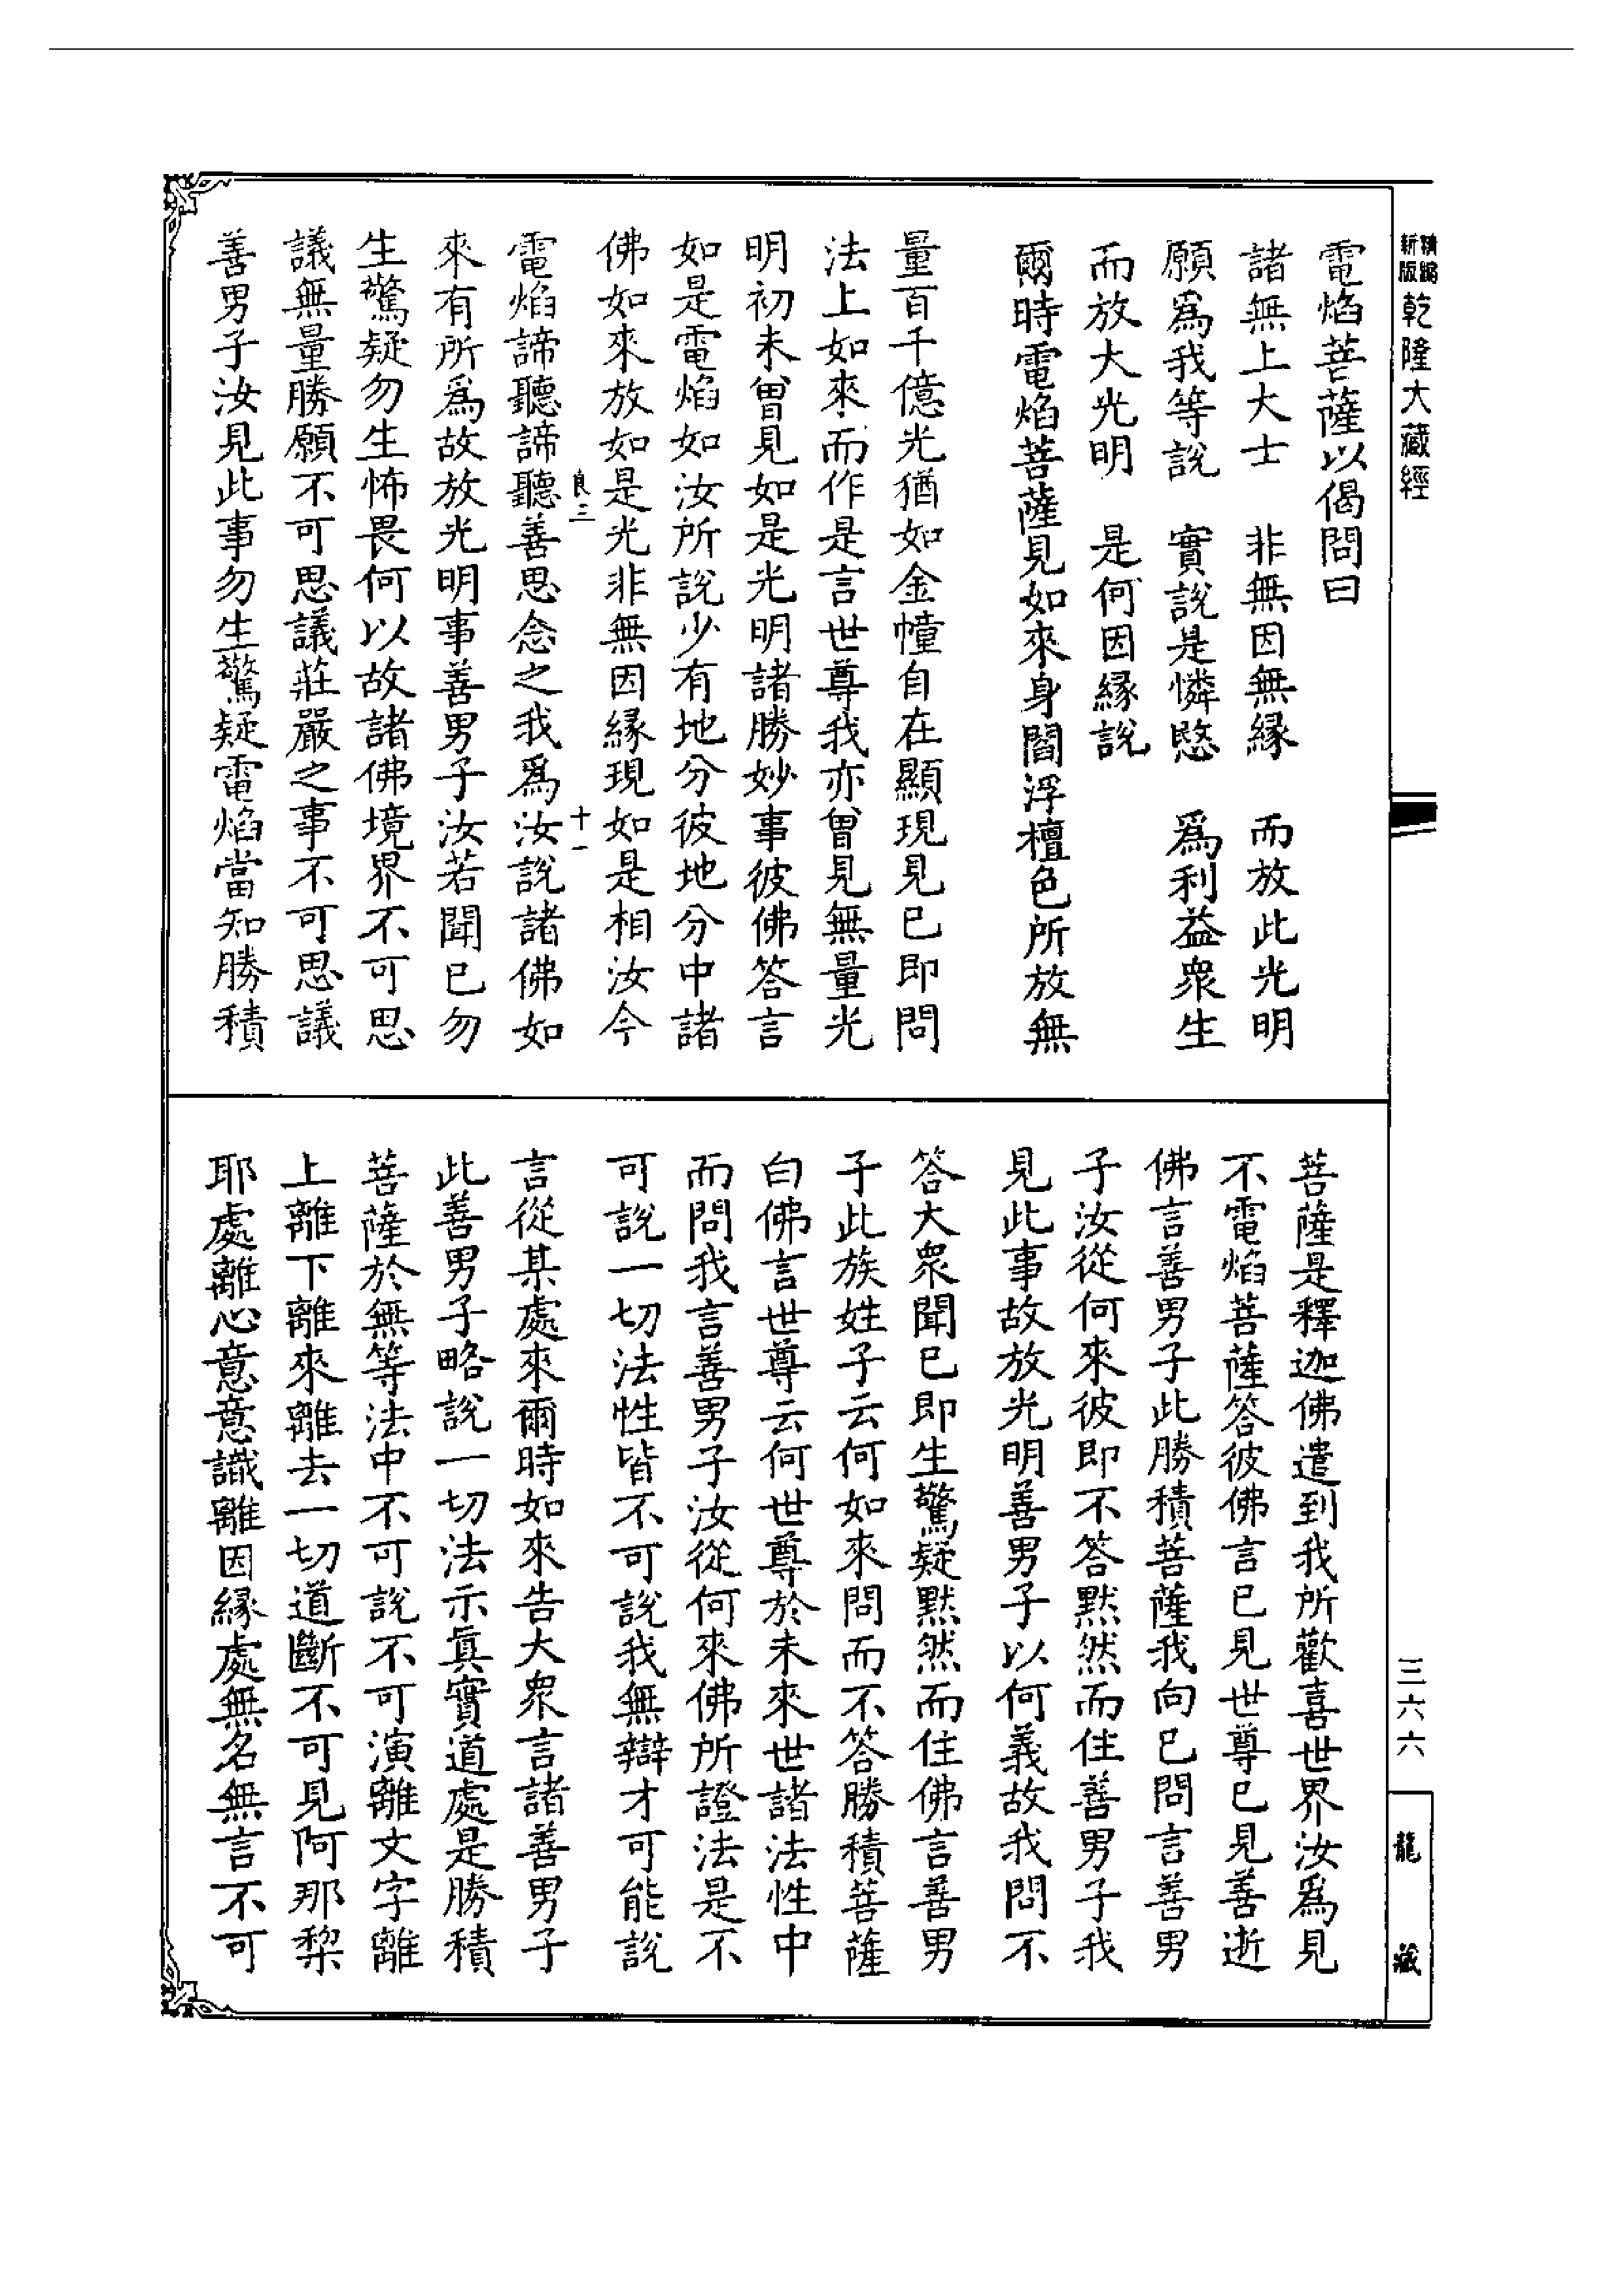 精編
新版
乾隆大藏經
電焰菩薩以偈問曰
諸無上大士　非無因無緣　而放此光明
願爲我等說　實說是憐愍　爲利益衆生
而放大光明　是何因緣說
爾時電焰菩薩見如來身閻浮檀色所放無
量百千億光猶如金幢自在顯現見已即問
法上如來而作是言世尊我亦曾見無量光
明初未曾見如是光明諸勝妙事彼佛答言
如是電焰如汝所說少有地分彼地分中諸
佛如來放如是光非無因緣現如是相汝今
良三
十一
電焰諦聽諦聽善思念之我爲汝說諸佛如
來有所爲故放光明事善男子汝若聞已勿
生驚疑勿生怖畏何以故諸佛境界不可思
議無量勝願不可思議莊嚴之事不可思議
善男子汝見此事勿生驚疑電焰當知勝積
菩薩是釋迦佛遣到我所歡喜世界汝爲見
不電焰菩薩答彼佛言已見世尊已見善逝
佛言善男子此勝積菩薩我向已問言善男
子汝從何來彼即不答默然而住善男子我
見此事故放光明善男子以何義故我問不
答大衆聞已即生驚疑默然而住佛言善男
子此族姓子云何如來問而不答勝積菩薩
白佛言世尊云何世尊於未來世諸法性中
而問我言善男子汝從何來佛所證法是不
可說一切法性皆不可說我無辯才可能說
言從某處來爾時如來告大衆言諸善男子
此善男子略說一切法示眞實道處是勝積
菩薩於無等法中不可說不可演離文字離
上離下離來離去一切道斷不可見阿那棃
耶處離心意意識離因緣處無名無言不可
三六六
龍藏